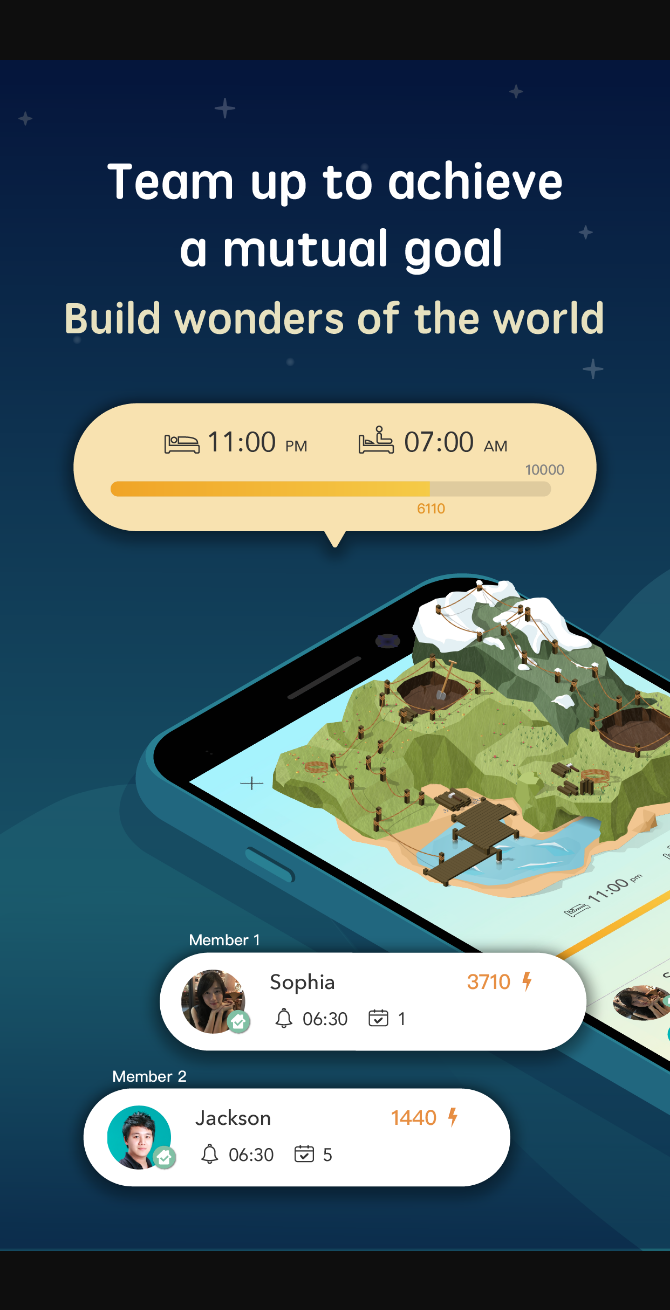 Team up to achieve
a mutual goal
Build wonders of the world
11:00 PM 07:00 AM
10000
6110
11:00 pm
Member 1
Sophia 3710
06:30 1
Member 2
Jackson 1440
06:30 5